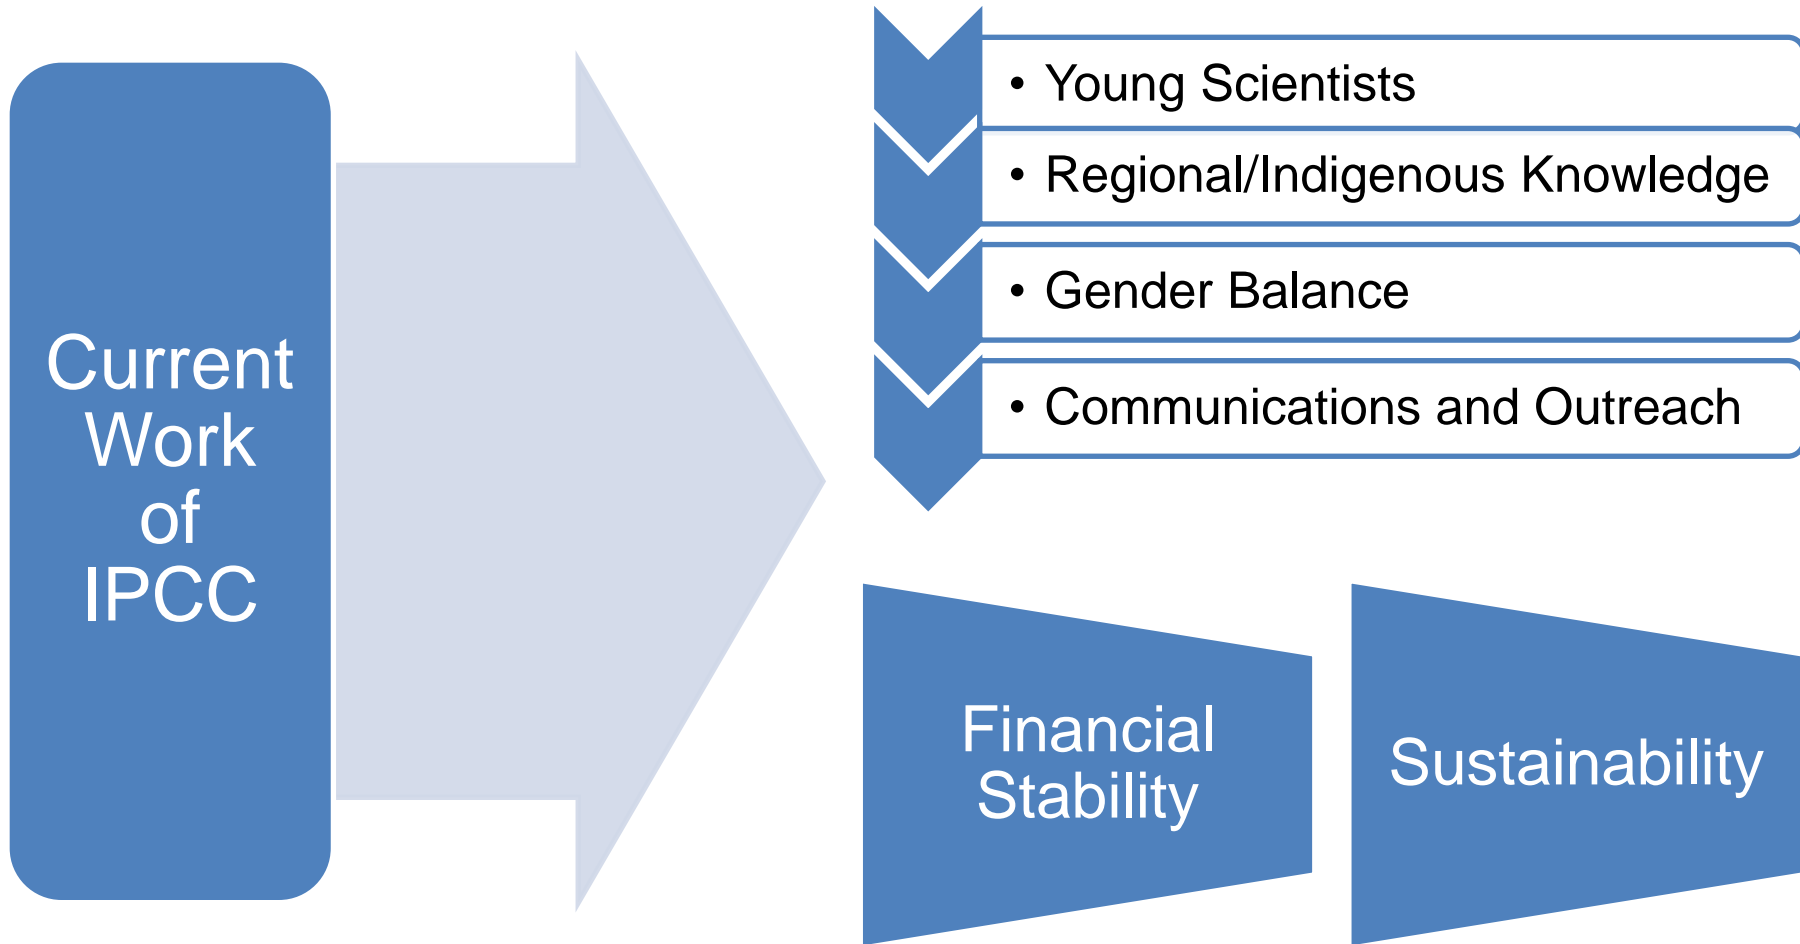 Current
Work
of
IPCC
• Young Scientists
• Regional/Indigenous Knowledge
• Gender Balance
• Communications and Outreach
Financial
Stability
Sustainability